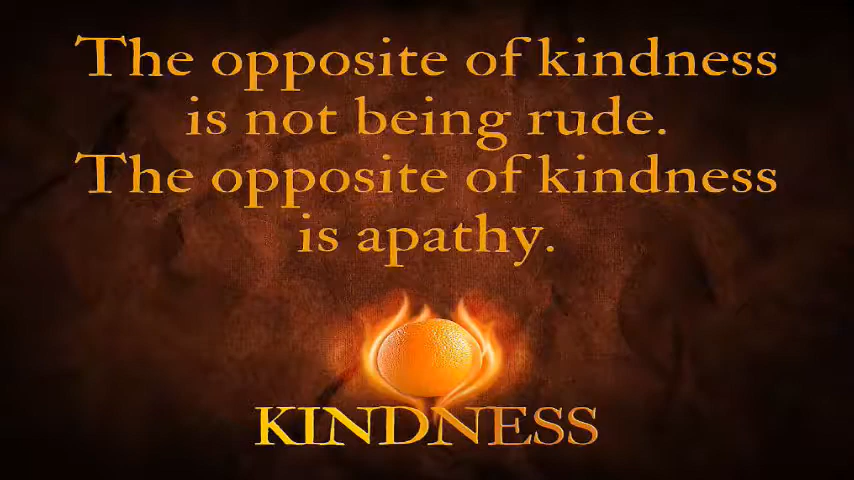 The opposite of kindness
is not being rude.
The opposite of kindness
is apathy.
KINDNESS